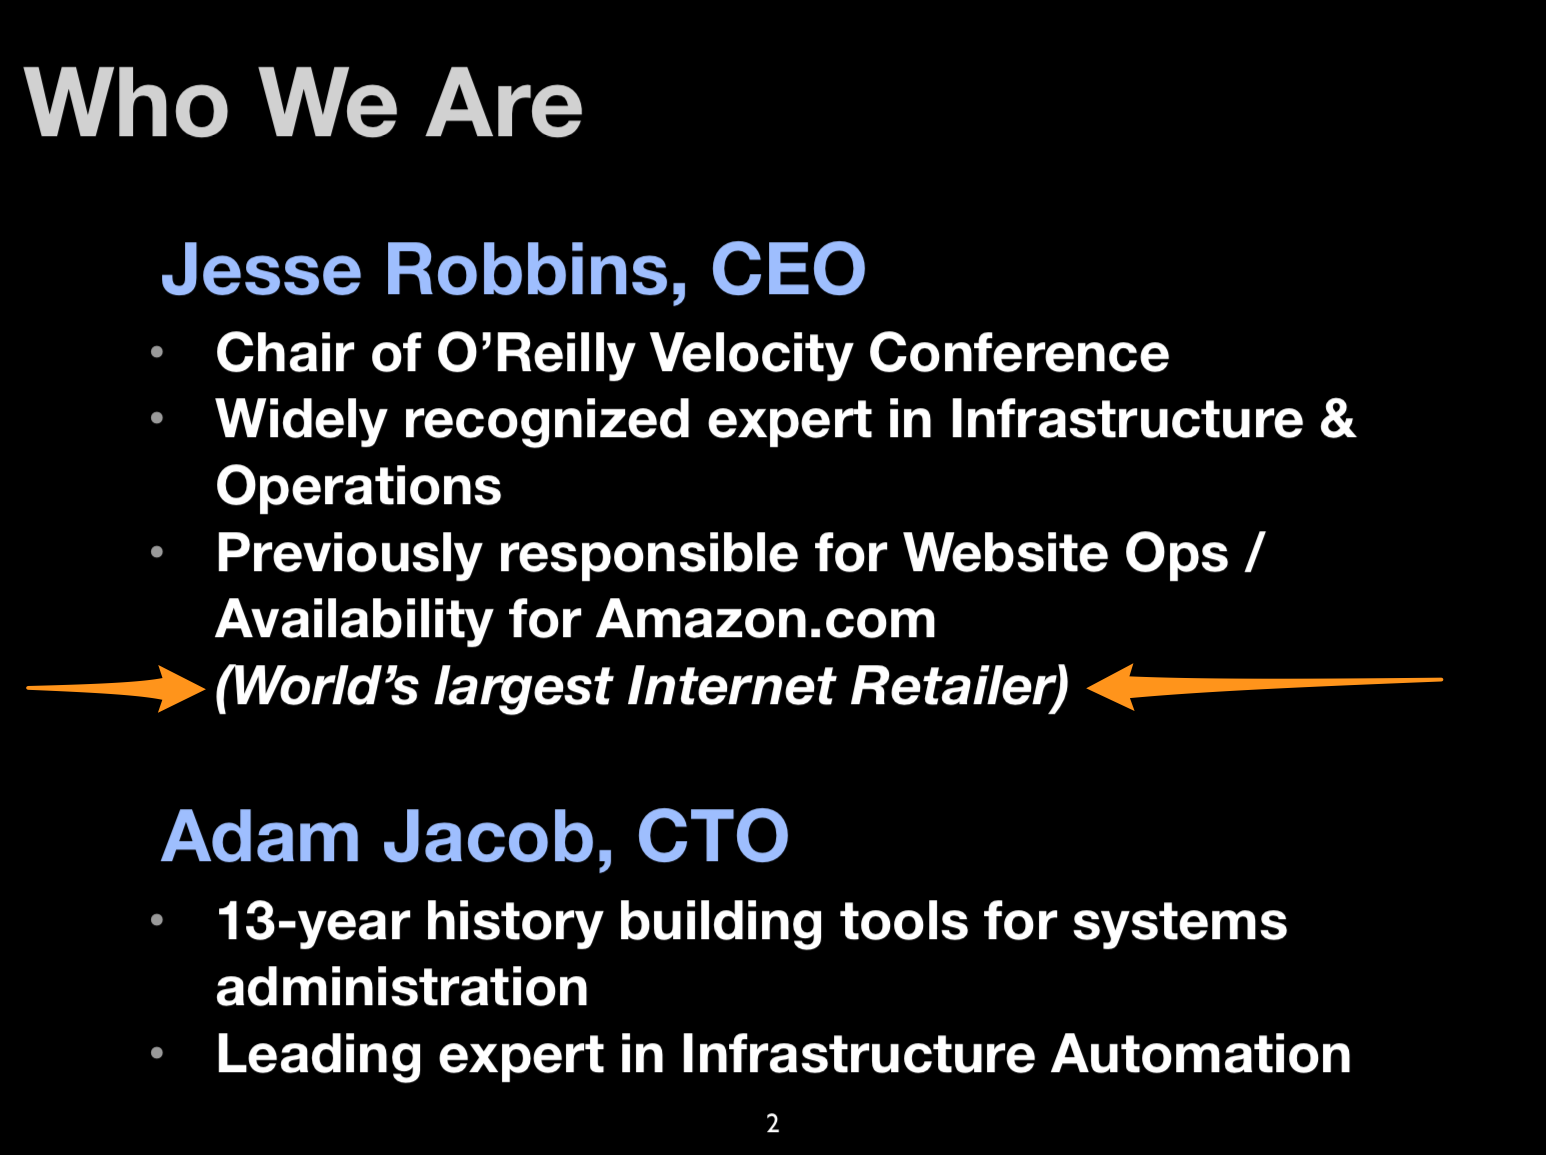 Who We Are
Jesse Robbins, CEO
• Chair of O’Reilly Velocity Conference
• Widely recognized expert in Infrastructure &
Operations
• Previously responsible for Website Ops /
Availability for Amazon.com
(World’s largest Internet Retailer)
Adam Jacob, CTO
• 13-year history building tools for systems
administration
• Leading expert in Infrastructure Automation
2